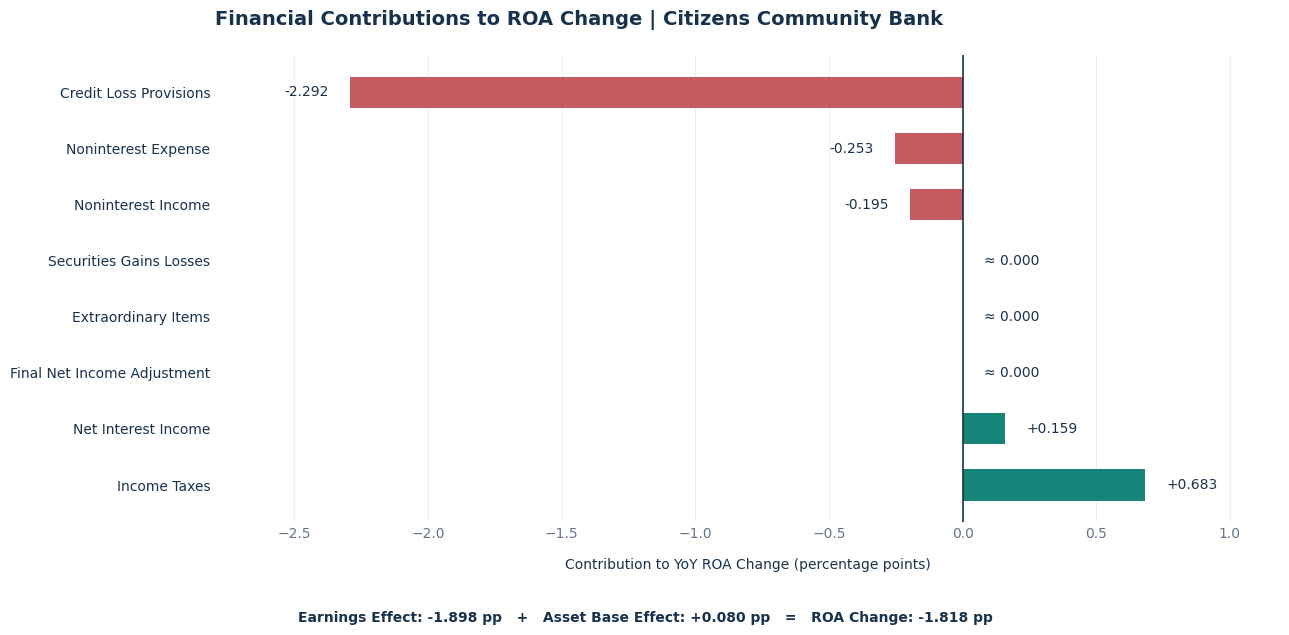 Financial Contributions to ROA Change | Citizens Community Bank
Credit Loss Provisions
-2.292
Noninterest Expense
-0.253
Noninterest Income
-0.195
Securities Gains Losses
≈ 0.000
Extraordinary Items
≈ 0.000
Final Net Income Adjustment
≈ 0.000
Net Interest Income
+0.159
Income Taxes
+0.683
−2.5 −2.0 −1.5 −1.0 −0.5 0.0 0.5 1.0
Contribution to YoY ROA Change (percentage points)
Earnings Effect: -1.898 pp + Asset Base Effect: +0.080 pp = ROA Change: -1.818 pp